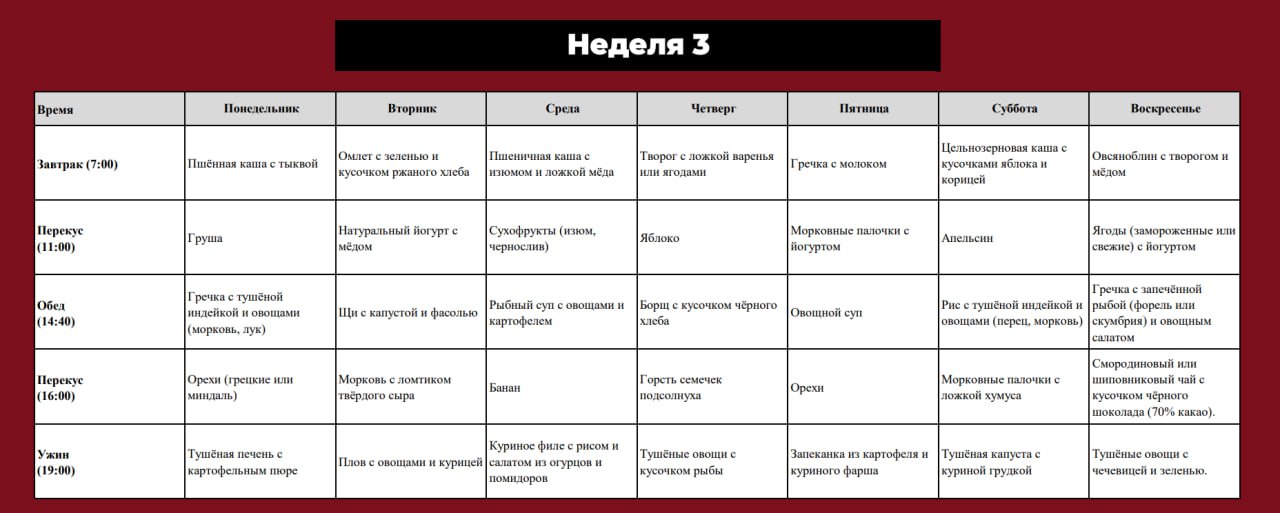 Неделя 3
Время
Понедельник
Вторник
Среда
Четверг
Пятница
Суббота
Воскресенье
Завтрак (7:00)
Пшённая каша с тыквой
Омлет с зеленью и
кусочком ржаного хлеба
Пшеничная каша с
изюмом и ложкой мёда
Творог с ложкой варенья
или ягодами
Гречка с молоком
Цельнозерновая каша с
кусочками яблока и
корицей
Овсяноблин с творогом и
мёдом
Перекус
(11:00)
Груша
Натуральный йогурт с
мёдом
Сухофрукты (изюм,
чернослив)
Яблоко
Морковные палочки с
йогуртом
Апельсин
Ягоды (замороженные или
свежие) с йогуртом
Обед
(14:40)
Гречка с тушёной
индейкой и овощами
(морковь, лук)
Щи с капустой и фасолью
Рыбный суп с овощами и
картофелем
Борщ с кусочком чёрного
хлеба
Овощной суп
Рис с тушёной индейкой и
овощами (перец, морковь)
Гречка с запечённой
рыбой (форель или
скумбрия) и овощным
салатом
Перекус
(16:00)
Орехи (грецкие или
миндаль)
Морковь с ломтиком
твёрдого сыра
Банан
Горсть семечек
подсолнуха
Орехи
Морковные палочки с
ложкой хумуса
Смородиновый или
шиповниковый чай с
кусочком чёрного
шоколада (70% какао).
Ужин
(19:00)
Тушёная печень с
картофельным пюре
Плов с овощами и курицей
Куриное филе с рисом и
салатом из огурцов и
помидоров
Тушёные овощи с
кусочком рыбы
Запеканка из картофеля и
куриного фарша
Тушёная капуста с
куриной грудкой
Тушёные овощи с
чечевицей и зеленью.